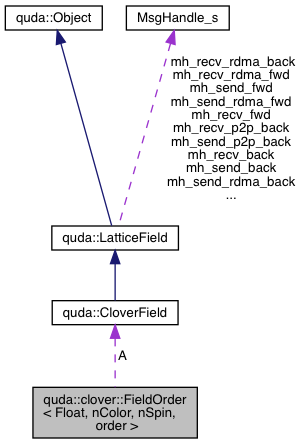 quda::Object
MsgHandle_s
mh_recv_rdma_back
mh_recv_rdma_fwd
mh_send_fwd
mh_send_rdma_fwd
mh_recv_fwd
mh_recv_p2p_back
mh_send_p2p_back
mh_recv_back
mh_send_back
mh_send_rdma_back
...
quda::LatticeField
quda::CloverField
A
quda::clover::FieldOrder
< Float, nColor, nSpin,
order >